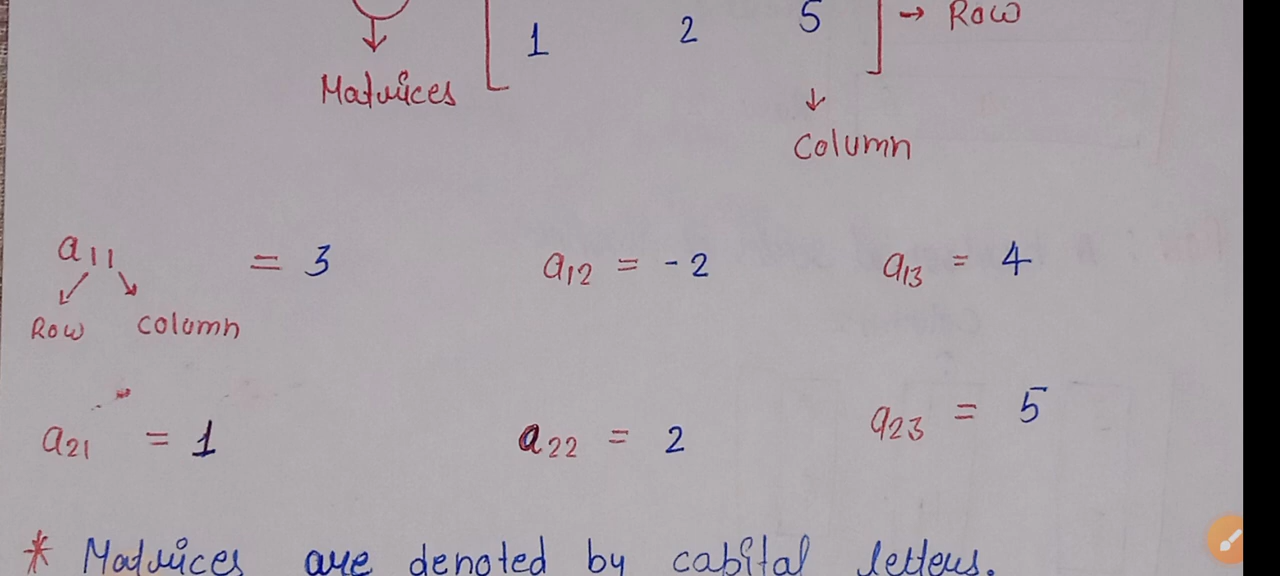 1 2 5 → Row
Matrices
Column
a11 = 3 a12 = -2 a13 = 4
Row Column
a21 = 1 a22 = 2 a23 = 5
* Matrices are denoted by capital letters.